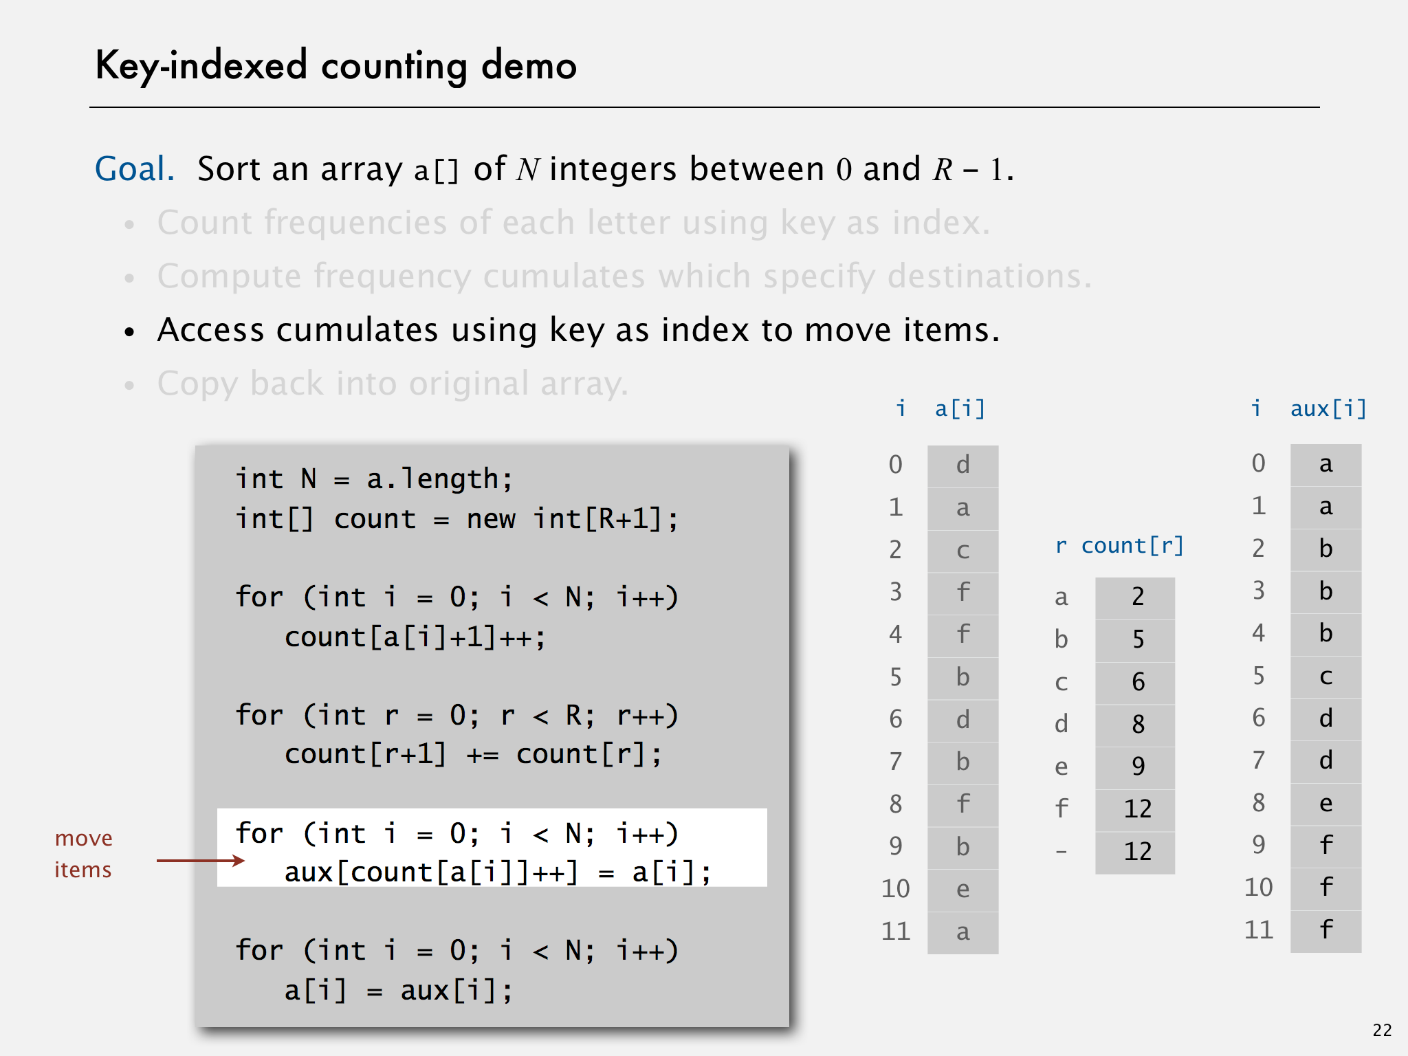 Key-indexed counting demo
Goal. Sort an array a[] of N integers between 0 and R – 1.
• Count frequencies of each letter using key as index.
• Compute frequency cumulates which specify destinations.
• Access cumulates using key as index to move items.
• Copy back into original array.
int N = a.length;
int[] count = new int[R+1];
for (int i = 0; i < N; i++)
count[a[i]+1]++;
for (int r = 0; r < R; r++)
count[r+1] += count[r];
for (int i = 0; i < N; i++)
aux[count[a[i]]++] = a[i];
for (int i = 0; i < N; i++)
a[i] = aux[i];
move
items
i a[i]
0 d
1 a
2 c
3 f
4 f
5 b
6 d
7 b
8 f
9 b
10 e
11 a
r count[r]
a 2
b 5
c 6
d 8
e 9
f 12
- 12
i aux[i]
0 a
1 a
2 b
3 b
4 b
5 c
6 d
7 d
8 e
9 f
10 f
11 f
22